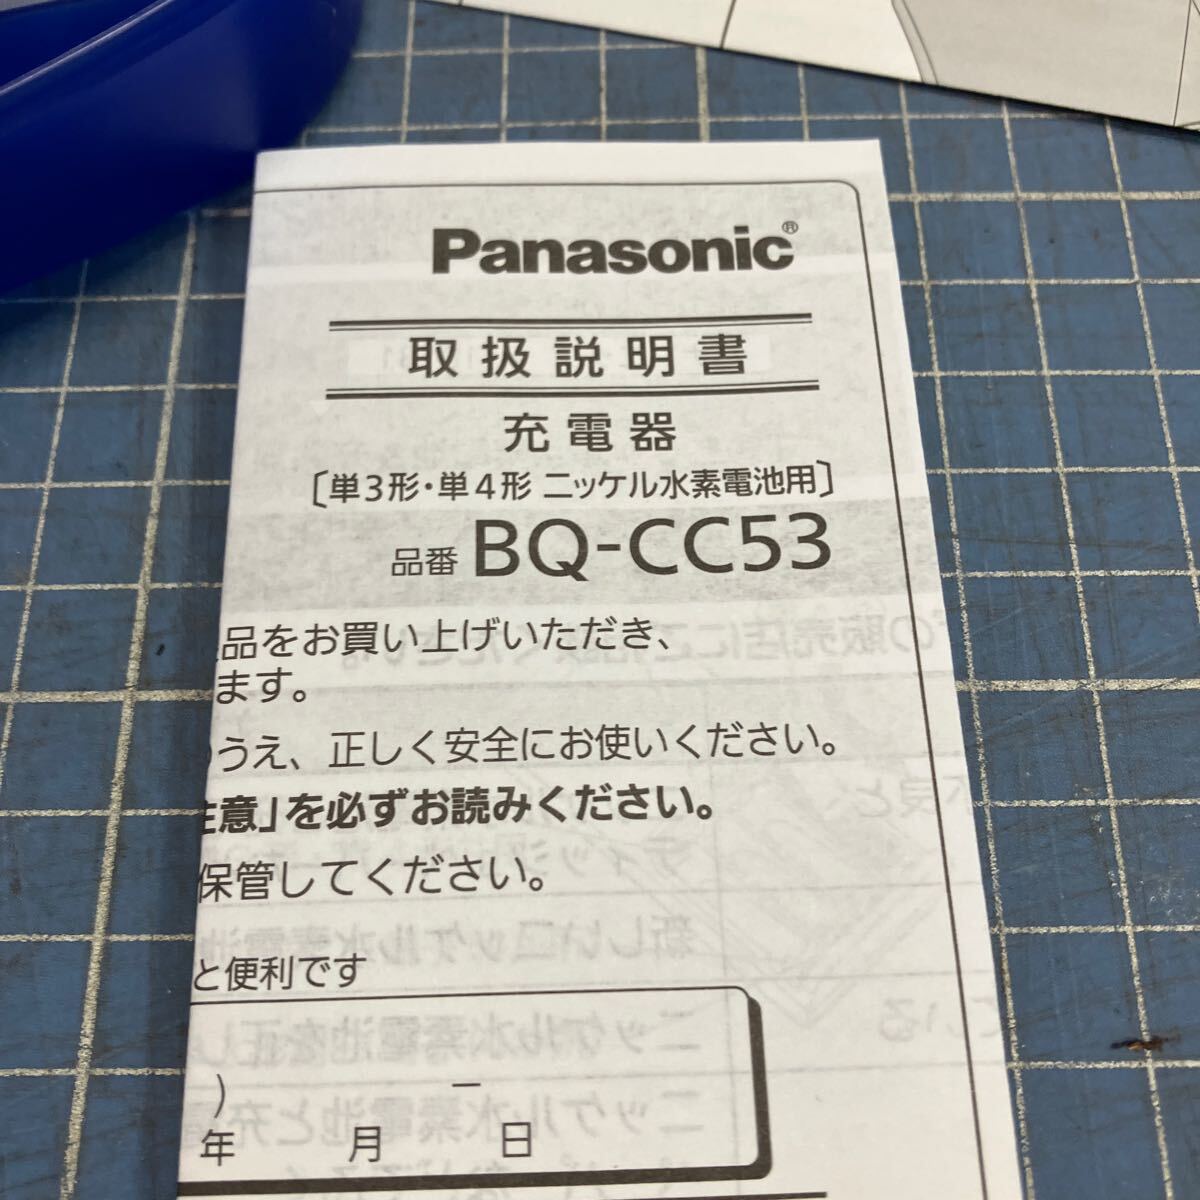 Panasonic®
取扱説明書
充電器
〔単3形・単4形 ニッケル水素電池用〕
品番 BQ-CC53
品をお買い上げいただき、
ます。
うえ、正しく安全にお使いください。
注意」を必ずお読みください。
保管してください。
と便利です
) ー
年 月 日